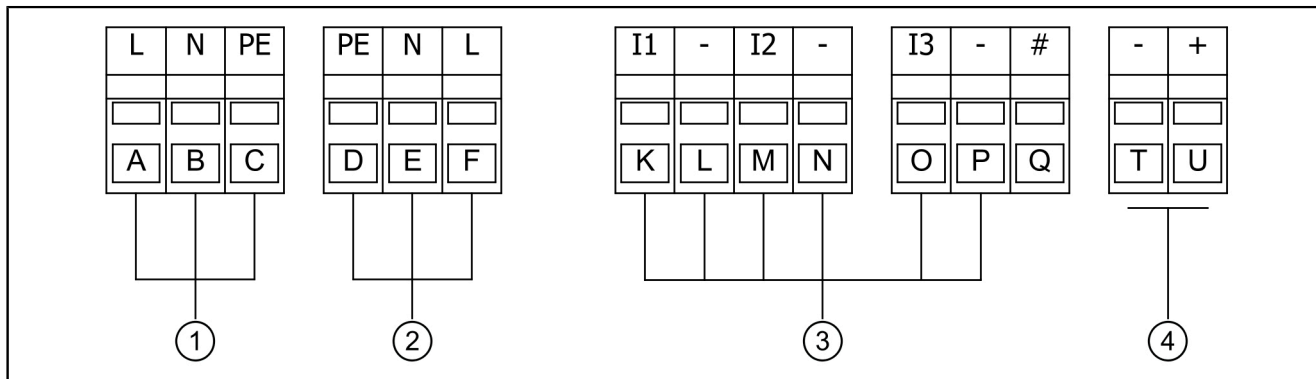 L N PE PE N L I1 - I2 - I3 - # - +
A B C D E F K L M N O P Q T U
1 2 3 4